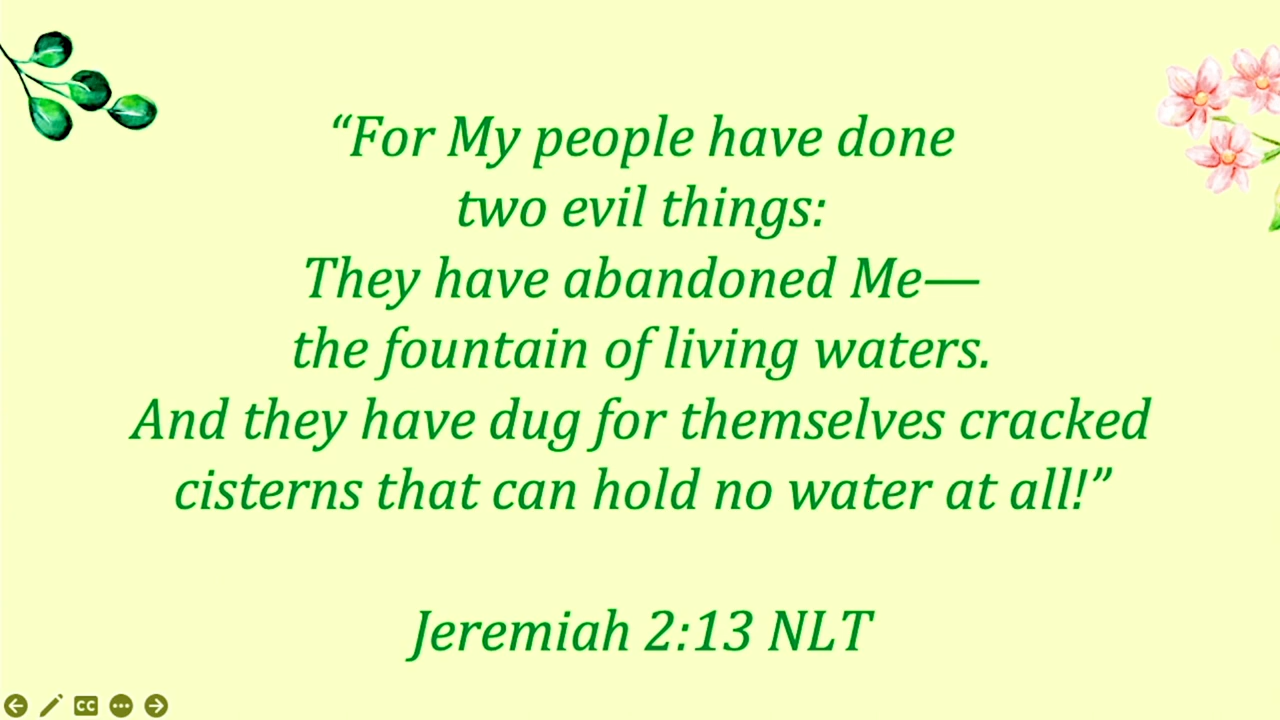 “For My people have done
two evil things:
They have abandoned Me—
the fountain of living waters.
And they have dug for themselves cracked
cisterns that can hold no water at all!”
Jeremiah 2:13 NLT
CC